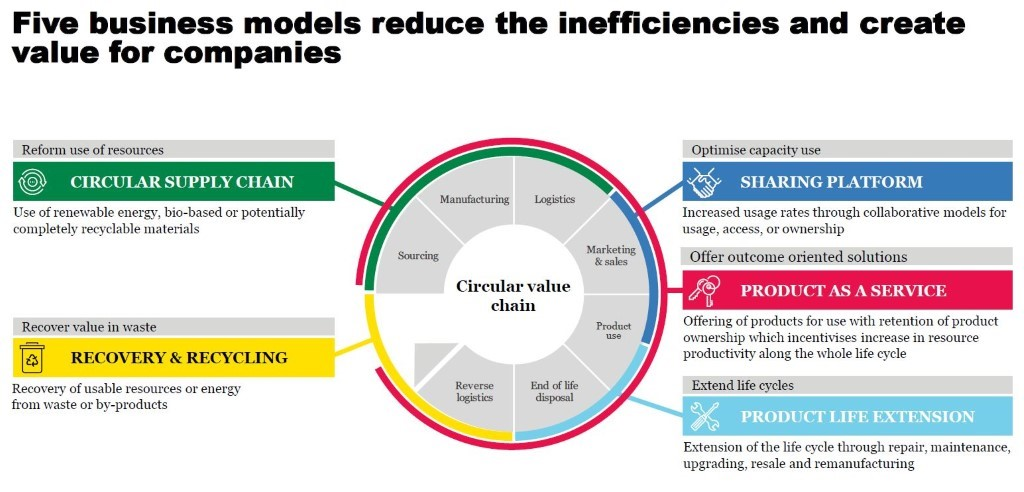 Five business models reduce the inefficiencies and create
value for companies
Reform use of resources
CIRCULAR SUPPLY CHAIN
Use of renewable energy, bio-based or potentially
completely recyclable materials
Recover value in waste
RECOVERY & RECYCLING
Recovery of usable resources or energy
from waste or by-products
Manufacturing
Logistics
Sourcing
Marketing
& sales
Circular value
chain
Product
use
Reverse
logistics
End of life
disposal
Optimise capacity use
SHARING PLATFORM
Increased usage rates through collaborative models for
usage, access, or ownership
Offer outcome oriented solutions
PRODUCT AS A SERVICE
Offering of products for use with retention of product
ownership which incentivises increase in resource
productivity along the whole life cycle
Extend life cycles
PRODUCT LIFE EXTENSION
Extension of the life cycle through repair, maintenance,
upgrading, resale and remanufacturing